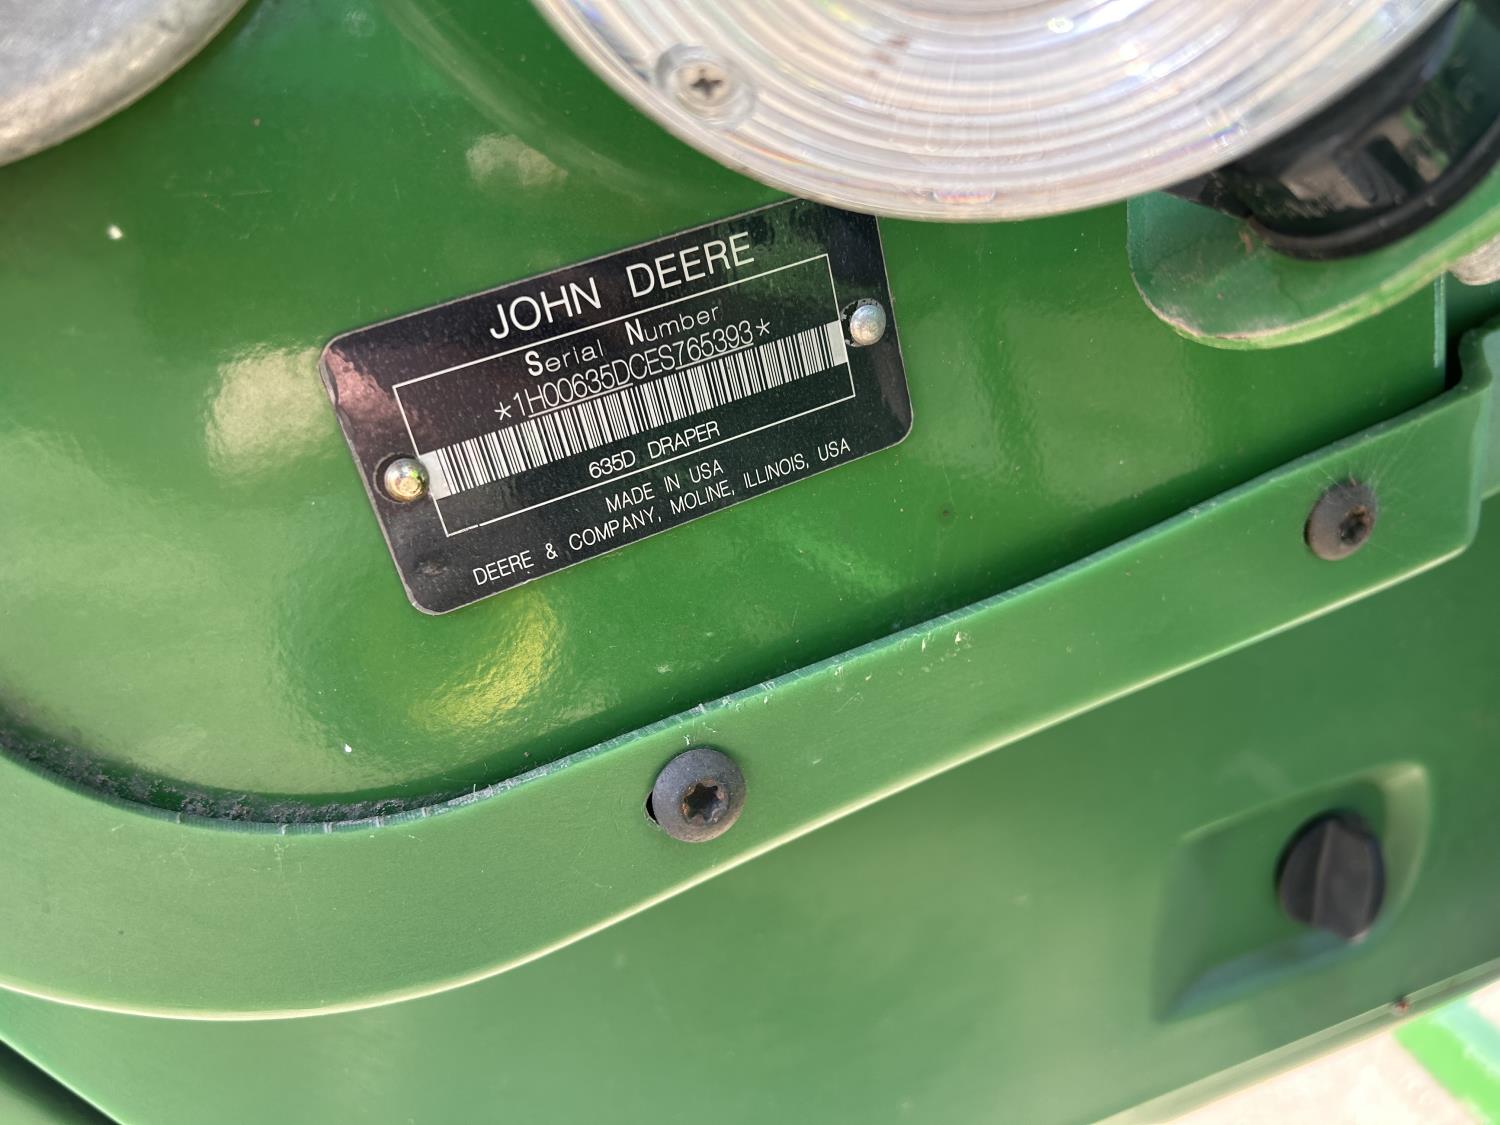 JOHN DEERE
Serial Number
*1H00635DCES765393*
635D DRAPER
MADE IN USA
DEERE & COMPANY, MOLINE, ILLINOIS, USA